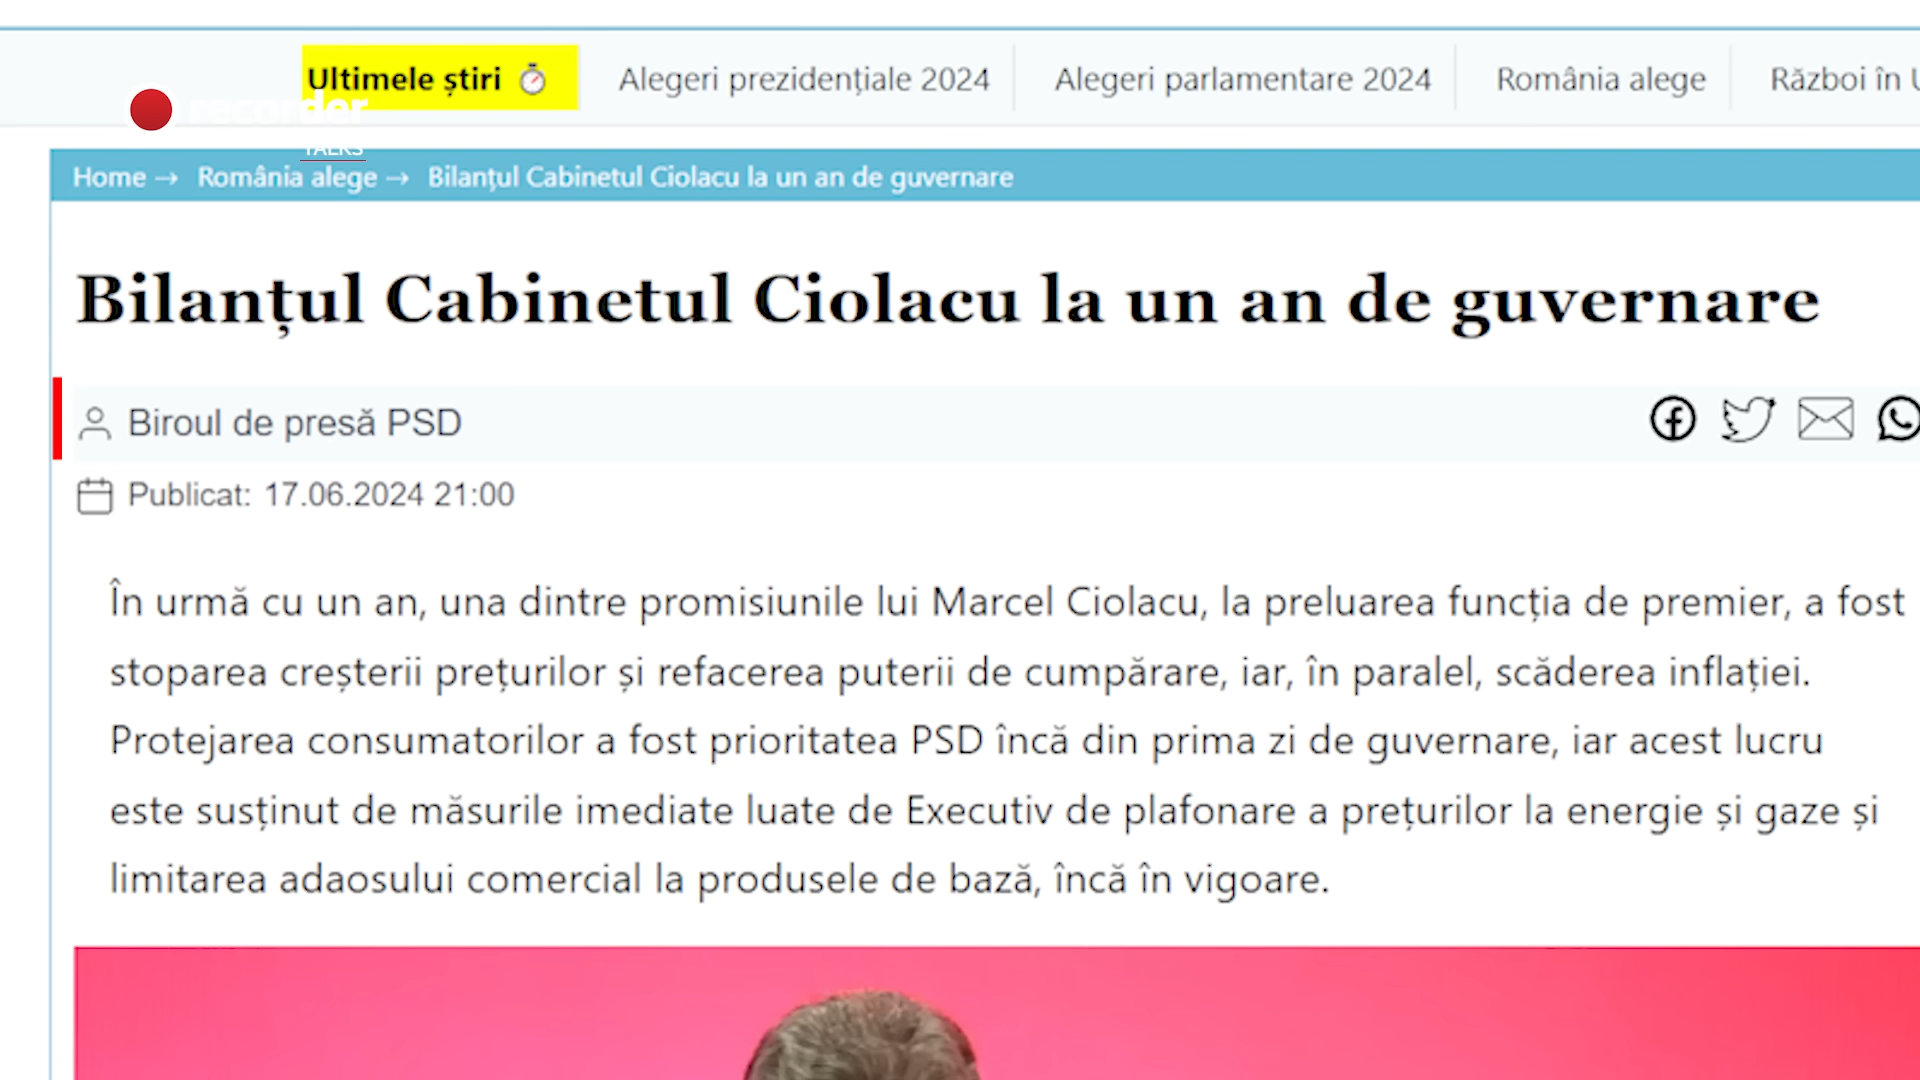 Ultimele știri
Alegeri prezidențiale 2024
Alegeri parlamentare 2024
România alege
Război în U
recorder
TALKS
Home → România alege → Bilanțul Cabinetul Ciolacu la un an de guvernare
Bilanțul Cabinetul Ciolacu la un an de guvernare
Biroul de presă PSD
Publicat: 17.06.2024 21:00
În urmă cu un an, una dintre promisiunile lui Marcel Ciolacu, la preluarea funcția de premier, a fost
stoparea creșterii prețurilor și refacerea puterii de cumpărare, iar, în paralel, scăderea inflației.
Protejarea consumatorilor a fost prioritatea PSD încă din prima zi de guvernare, iar acest lucru
este susținut de măsurile imediate luate de Executiv de plafonare a prețurilor la energie și gaze și
limitarea adaosului comercial la produsele de bază, încă în vigoare.